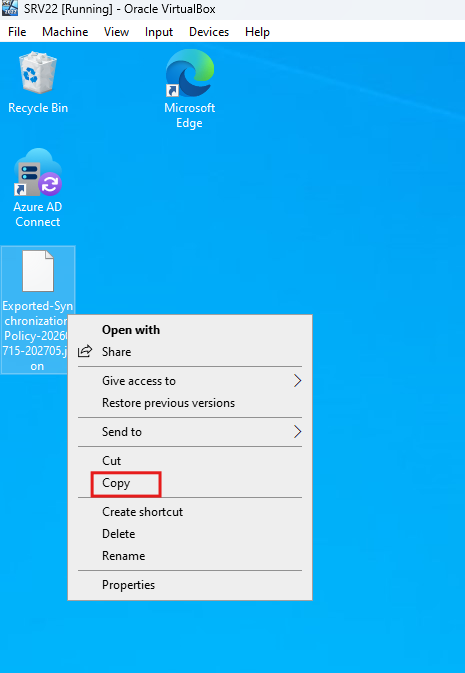 SRV22 [Running] - Oracle VirtualBox
File Machine View Input Devices Help
Recycle Bin
Microsoft
Edge
Azure AD
Connect
Exported-Syn
chronization
Policy-2026
715-202705.j
on
Open with
Share
Give access to
Restore previous versions
Send to
Cut
Copy
Create shortcut
Delete
Rename
Properties